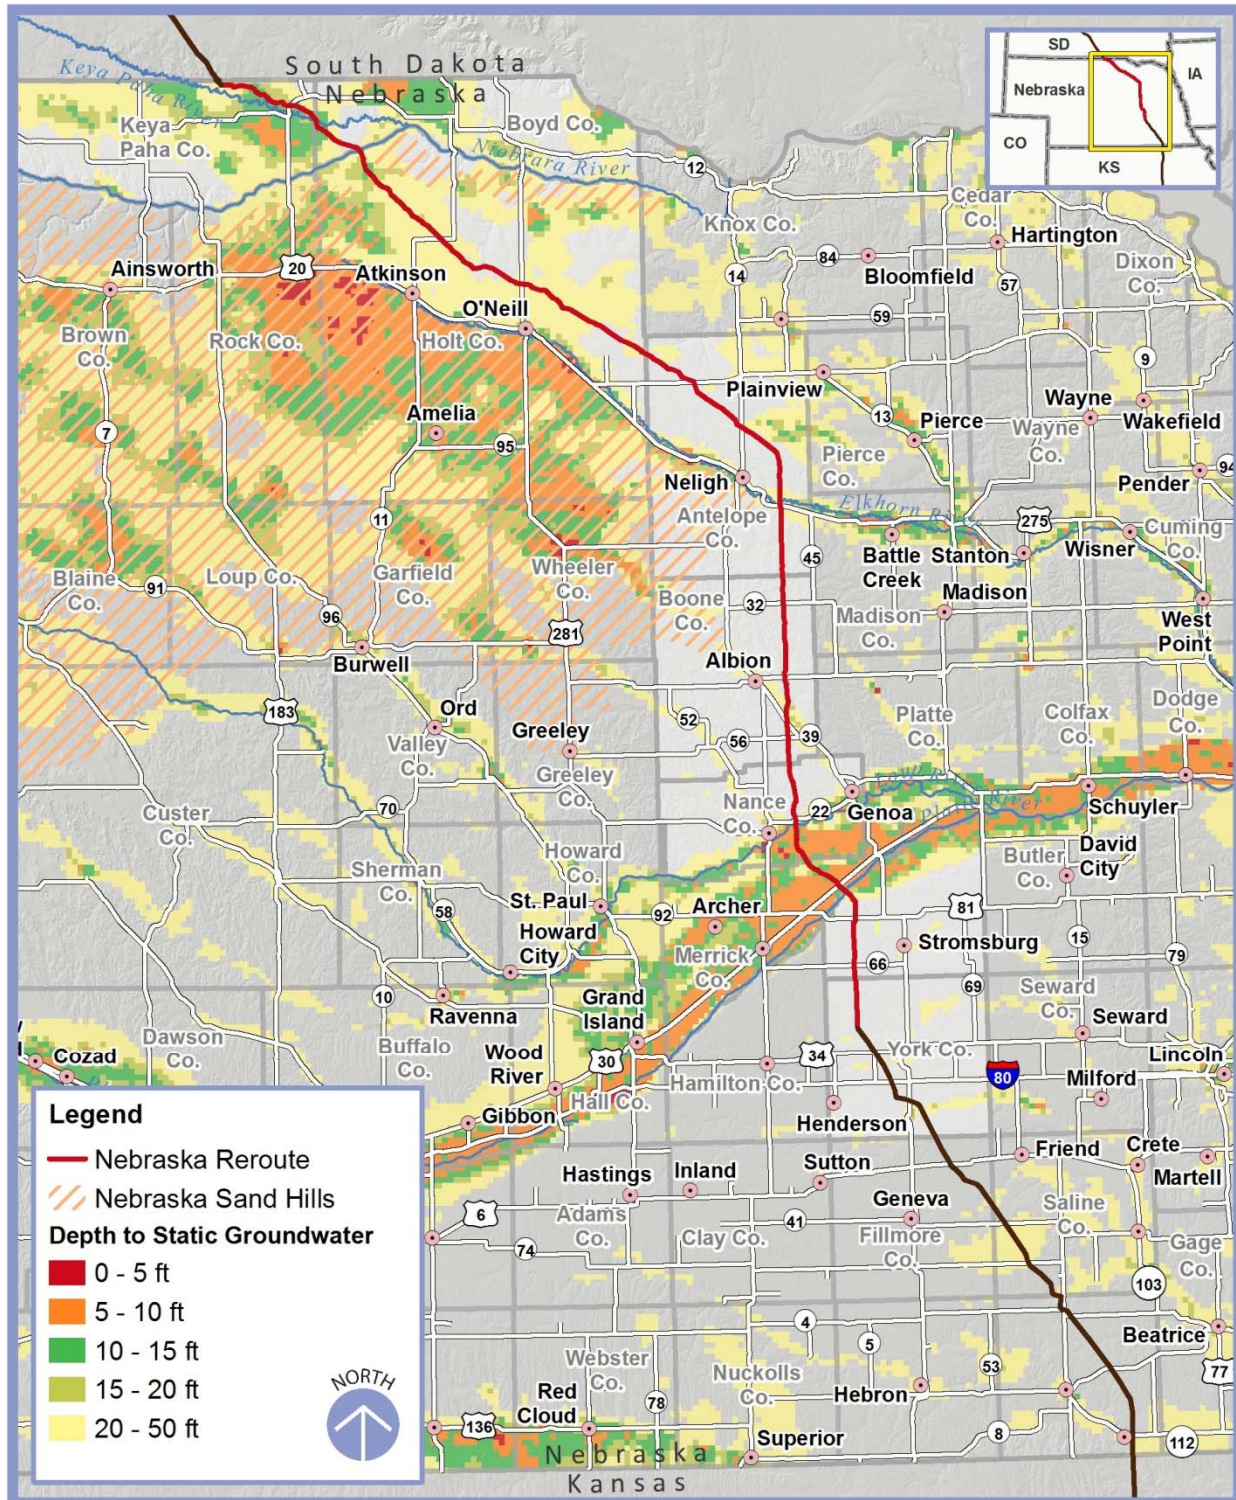 South Dakota
Nebraska
Keya Paha River
Keya
Paha Co.
Boyd Co.
Niobrara River
12
SD
IA
Nebraska
CO
KS
Knox Co.
Cedar
Co.
Hartington
14
84
Bloomfield
57
Dixon
Co.
Ainsworth
20
Atkinson
O'Neill
59
Brown
Co.
Rock Co.
Holt Co.
9
Plainview
Wayne
Wakefield
Amelia
7
95
13
Pierce
Wayne
Co.
Pierce
Co.
Neligh
Pender
94
Elkhorn River
Antelope
Co.
11
275
Cuming
Co.
45
Battle
Creek
Stanton
Wisner
Blaine
Co.
91
Loup Co.
Garfield
Co.
Wheeler
Co.
Boone
Co.
32
Madison
Madison
Co.
West
Point
96
281
Burwell
Albion
183
Ord
Valley
Co.
Greeley
Greeley
Co.
52
56
39
Platte
Co.
Colfax
Co.
Dodge
Co.
70
Custer
Co.
Nance
Co.
22
Genoa
Platte River
Schuyler
Sherman
Co.
Howard
Co.
Butler
Co.
David
City
58
St. Paul
92
Archer
81
Howard
City
Merrick
Co.
Stromsburg
15
66
79
10
Ravenna
Grand
Island
69
Seward
Co.
Seward
Dawson
Co.
Buffalo
Co.
Cozad
Wood
River
30
34
York Co.
Lincoln
Hamilton Co.
80
Milford
Gibbon
Hall Co.
Henderson
Friend
Crete
Martell
Hastings
Inland
Sutton
Geneva
6
Adams
Co.
Clay Co.
41
Fillmore
Co.
Saline
Co.
74
Gage
Co.
103
4
5
Beatrice
Webster
Co.
Nuckolls
Co.
53
77
Red
Cloud
78
Hebron
136
Superior
8
112
Nebraska
Kansas
Legend
Nebraska Reroute
Nebraska Sand Hills
Depth to Static Groundwater
0 - 5 ft
5 - 10 ft
10 - 15 ft
15 - 20 ft
20 - 50 ft
NORTH